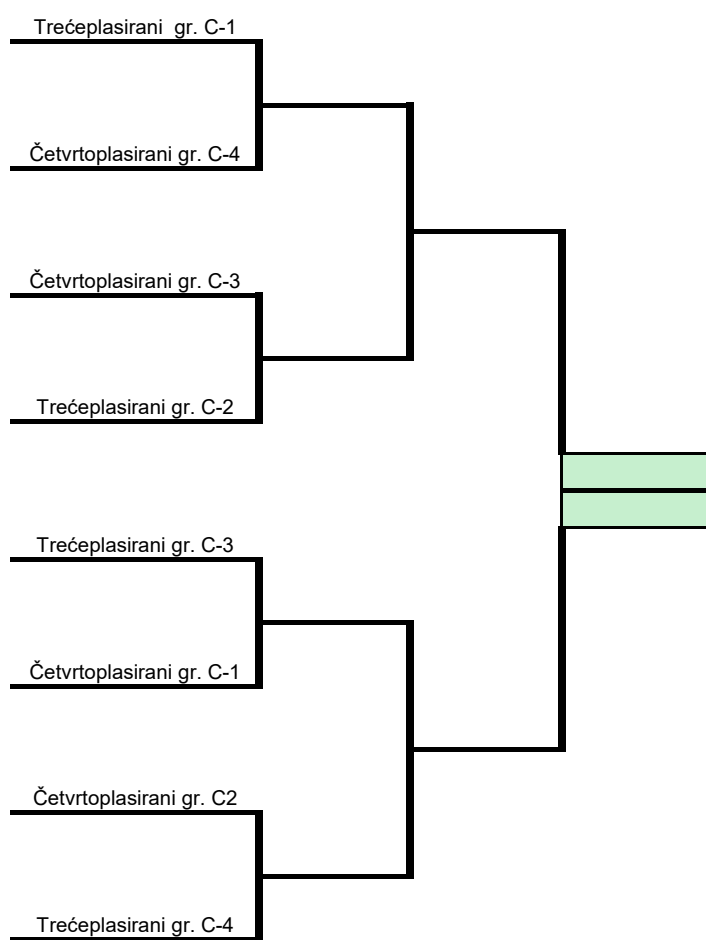 Trećeplasirani  gr. C-1
Četvrtoplasirani gr. C-4
Četvrtoplasirani gr. C-3
Trećeplasirani gr. C-2
Trećeplasirani gr. C-3
Četvrtoplasirani gr. C-1
Četvrtoplasirani gr. C2
Trećeplasirani gr. C-4